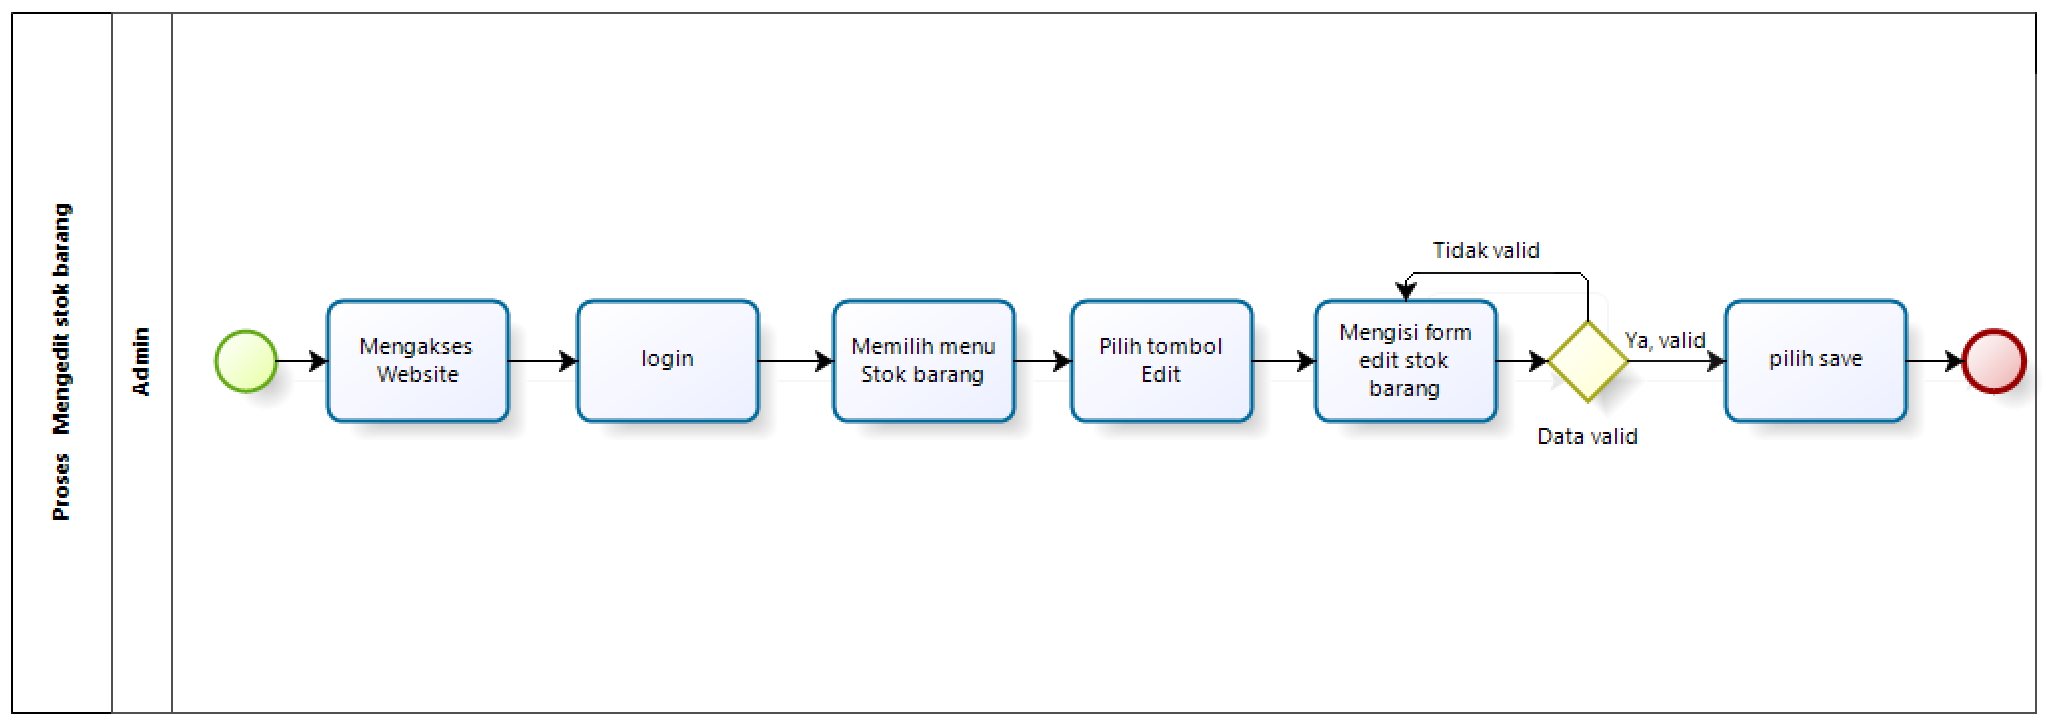 Proses Mengedit stok barang
Admin
Mengakses
Website
login
Memilih menu
Stok barang
Pilih tombol
Edit
Mengisi form
edit stok
barang
Tidak valid
Data valid
Ya, valid
pilih save